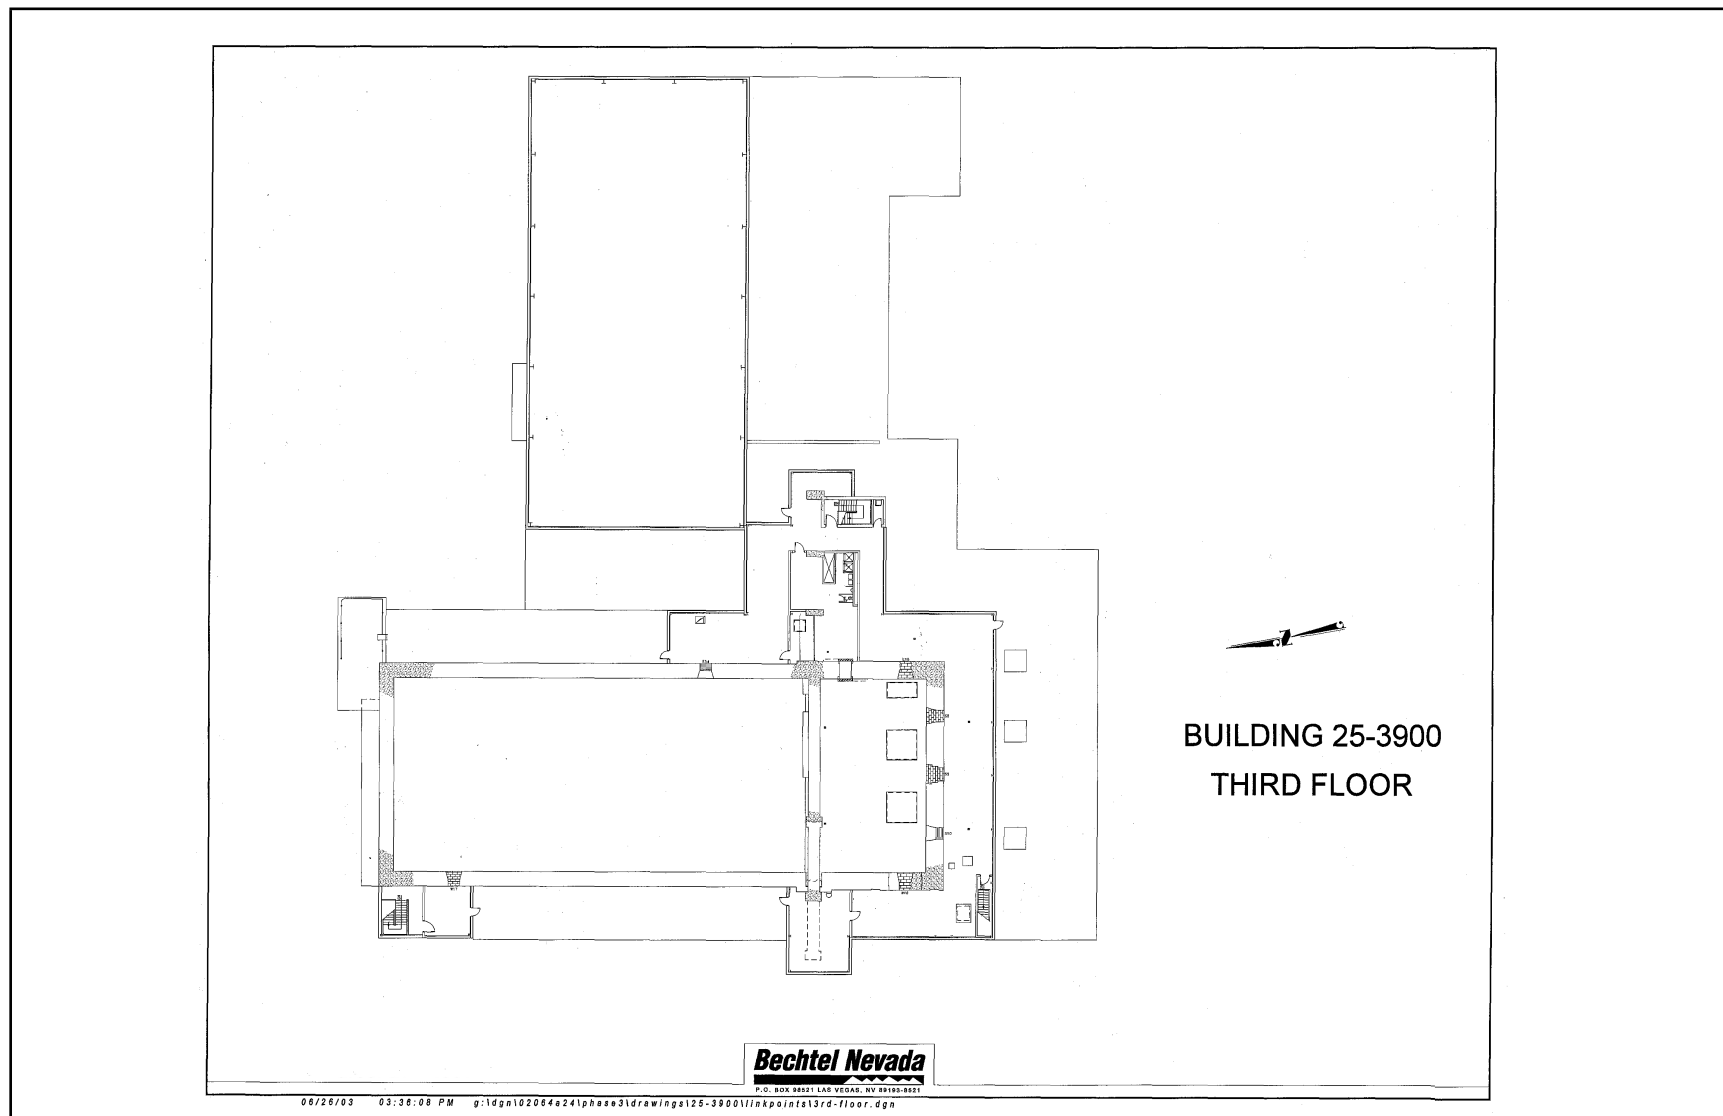 BUILDING 25-3900
THIRD FLOOR
Bechtel Nevada
P.O. BOX 98521 LAS VEGAS, NV 89193-8521
06/26/03 03:36:08 PM g:\dgn\02064a24\phase3\drawings\25-3900\linkpoints\3rd-floor.dgn